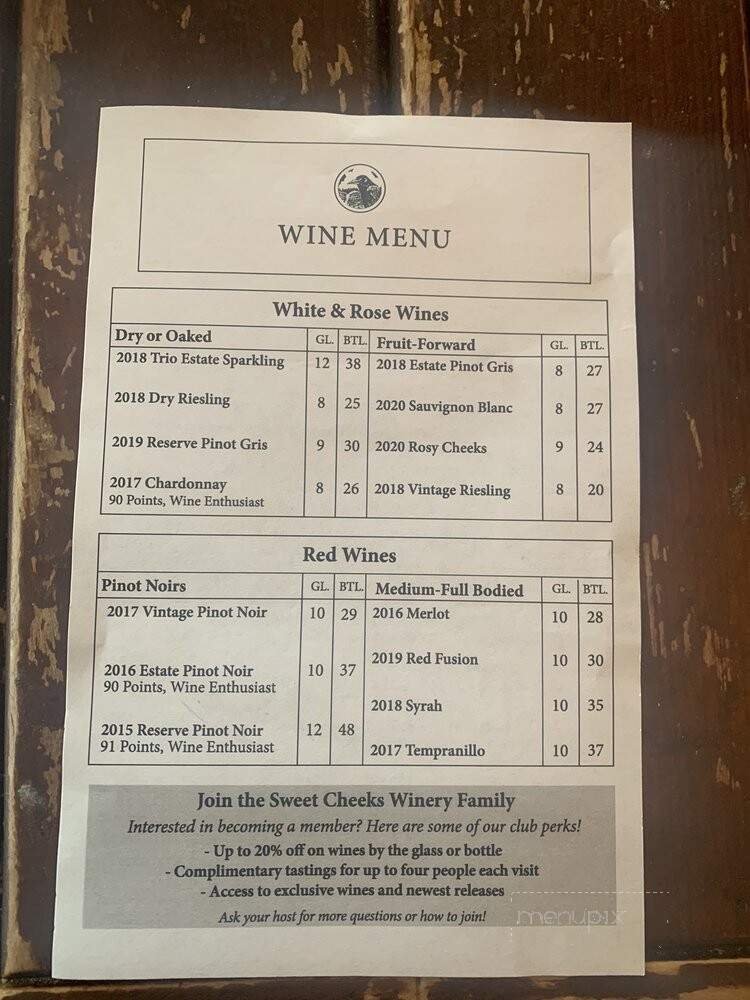 WINE MENU
White & Rose Wines
Dry or Oaked GL. BTL.
2018 Trio Estate Sparkling 12 38
2018 Dry Riesling 8 25
2019 Reserve Pinot Gris 9 30
2017 Chardonnay 8 26
90 Points, Wine Enthusiast
Fruit-Forward GL. BTL.
2018 Estate Pinot Gris 8 27
2020 Sauvignon Blanc 8 27
2020 Rosy Cheeks 9 24
2018 Vintage Riesling 8 20
Red Wines
Pinot Noirs GL. BTL.
2017 Vintage Pinot Noir 10 29
2016 Estate Pinot Noir 10 37
90 Points, Wine Enthusiast
2015 Reserve Pinot Noir 12 48
91 Points, Wine Enthusiast
Medium-Full Bodied GL. BTL.
2016 Merlot 10 28
2019 Red Fusion 10 30
2018 Syrah 10 35
2017 Tempranillo 10 37
Join the Sweet Cheeks Winery Family
Interested in becoming a member? Here are some of our club perks!
- Up to 20% off on wines by the glass or bottle
- Complimentary tastings for up to four people each visit
- Access to exclusive wines and newest releases
Ask your host for more questions or how to join!
menupix